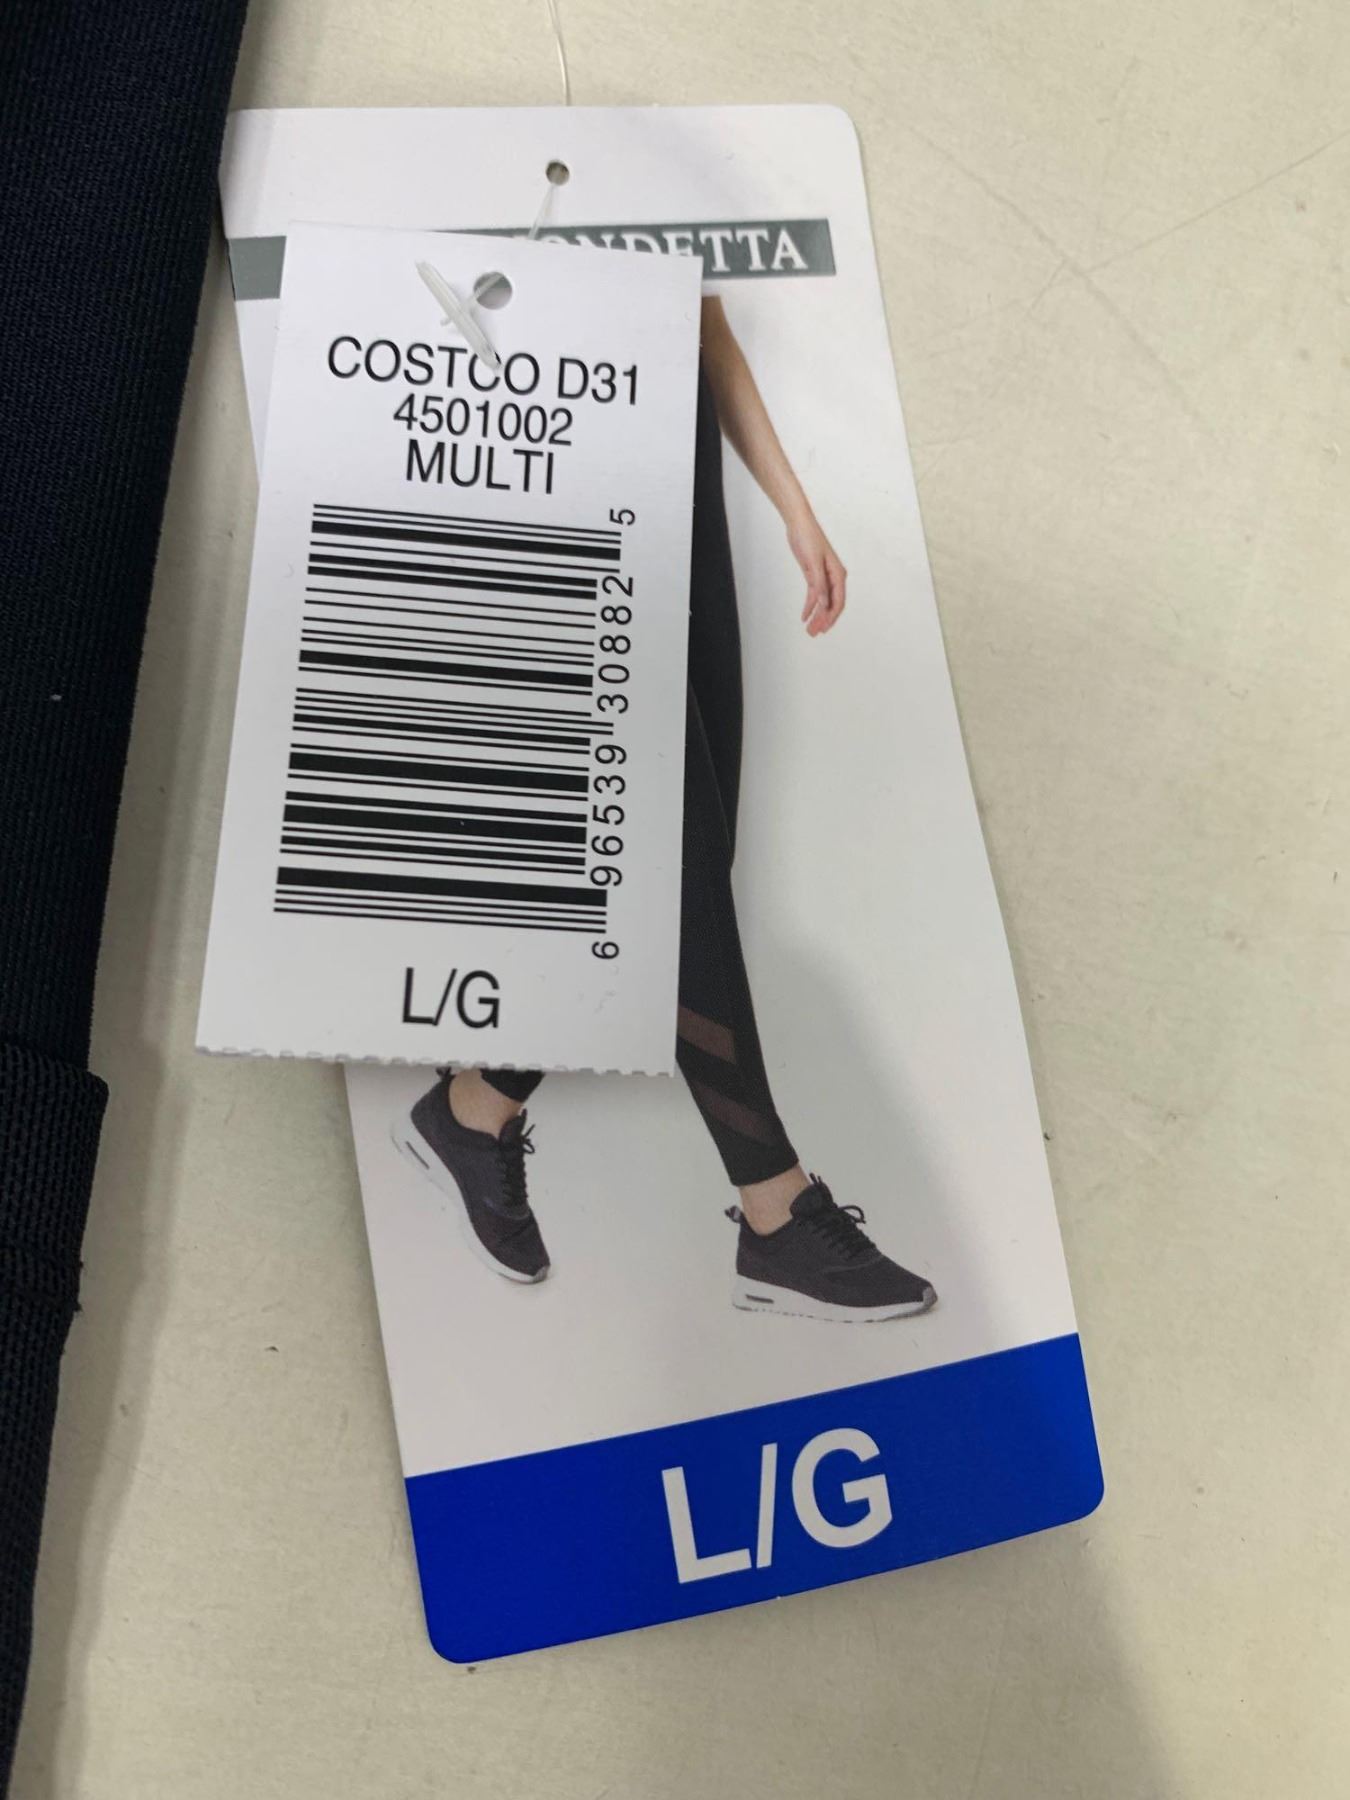 COSTCO D31
4501002
MULTI
6 96539 30882 5
L/G
L/G